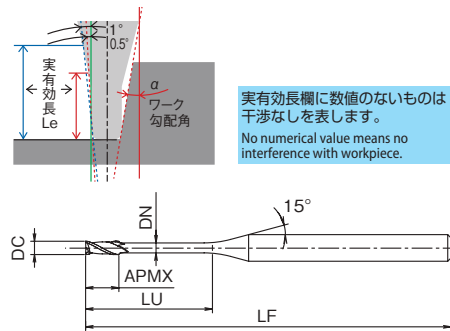 1°
0.5°
実有効長Le
α
ワーク
勾配角
実有効長欄に数値のないものは
干渉なしを表します。
No numerical value means no
interference with workpiece.
15°
DN
DC
APMX
LU
LF